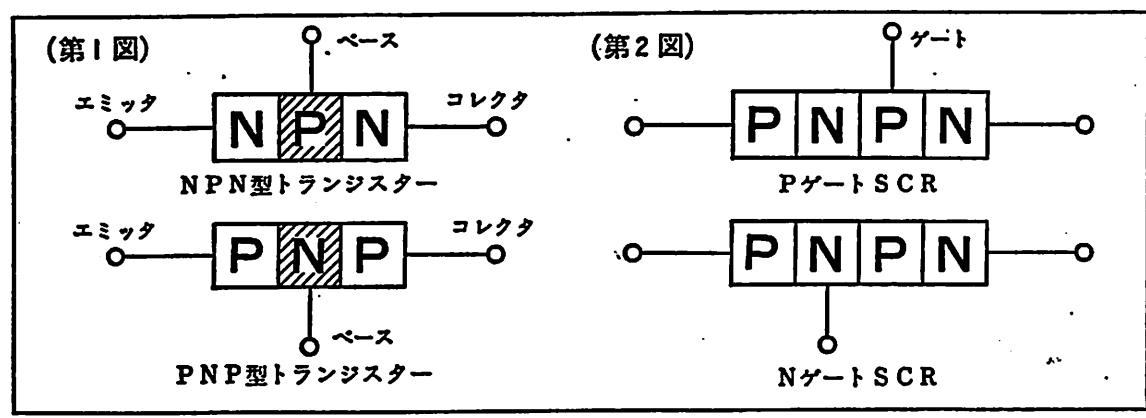 (第1図)
ベース
エミッタ
コレクタ
N P N
NPN型トランジスター
エミッタ
コレクタ
P N P
ベース
PNP型トランジスター
(第2図)
ゲート
P N P N
PゲートSCR
P N P N
NゲートSCR